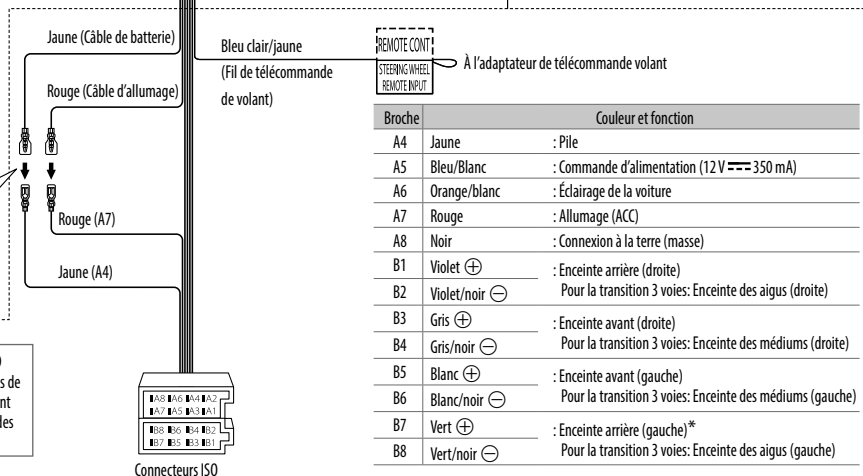 Jaune (Câble de batterie)
Rouge (Câble d'allumage)
Bleu clair/jaune
(Fil de télécommande
de volant)
REMOTE CONT
STEERING WHEEL
REMOTE INPUT
À l'adaptateur de télécommande volant
Rouge (A7)
Jaune (A4)
s de
nt
des
A8 A6 A4 A2
A7 A5 A3 A1
B8 B6 B4 B2
B7 B5 B3 B1
Connecteurs ISO
Broche Couleur et fonction
A4 Jaune : Pile
A5 Bleu/Blanc : Commande d'alimentation (12 V ⎓ 350 mA)
A6 Orange/blanc : Éclairage de la voiture
A7 Rouge : Allumage (ACC)
A8 Noir : Connexion à la terre (masse)
B1 Violet ⊕ : Enceinte arrière (droite)
B2 Violet/noir ⊖ Pour la transition 3 voies: Enceinte des aigus (droite)
B3 Gris ⊕ : Enceinte avant (droite)
B4 Gris/noir ⊖ Pour la transition 3 voies: Enceinte des médiums (droite)
B5 Blanc ⊕ : Enceinte avant (gauche)
B6 Blanc/noir ⊖ Pour la transition 3 voies: Enceinte des médiums (gauche)
B7 Vert ⊕ : Enceinte arrière (gauche)*
B8 Vert/noir ⊖ Pour la transition 3 voies: Enceinte des aigus (gauche)